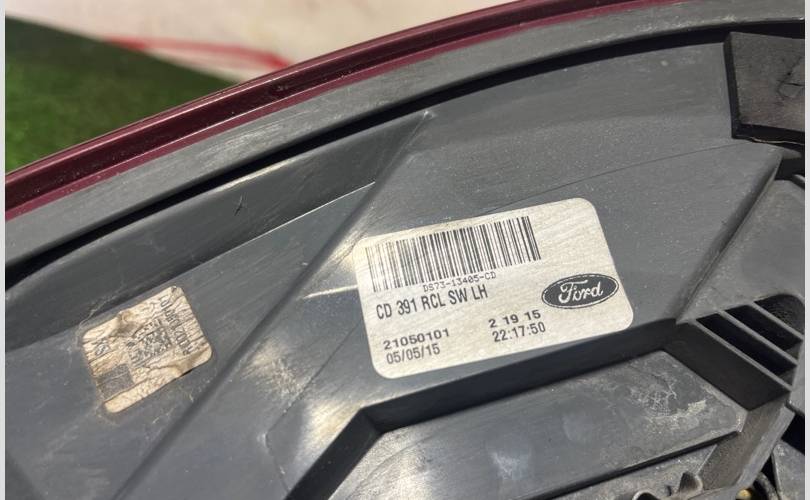 DS73-13405-CD
CD 391 RCL SW LH
Ford
21050101
2 19 15
05/05/15
22:17:50